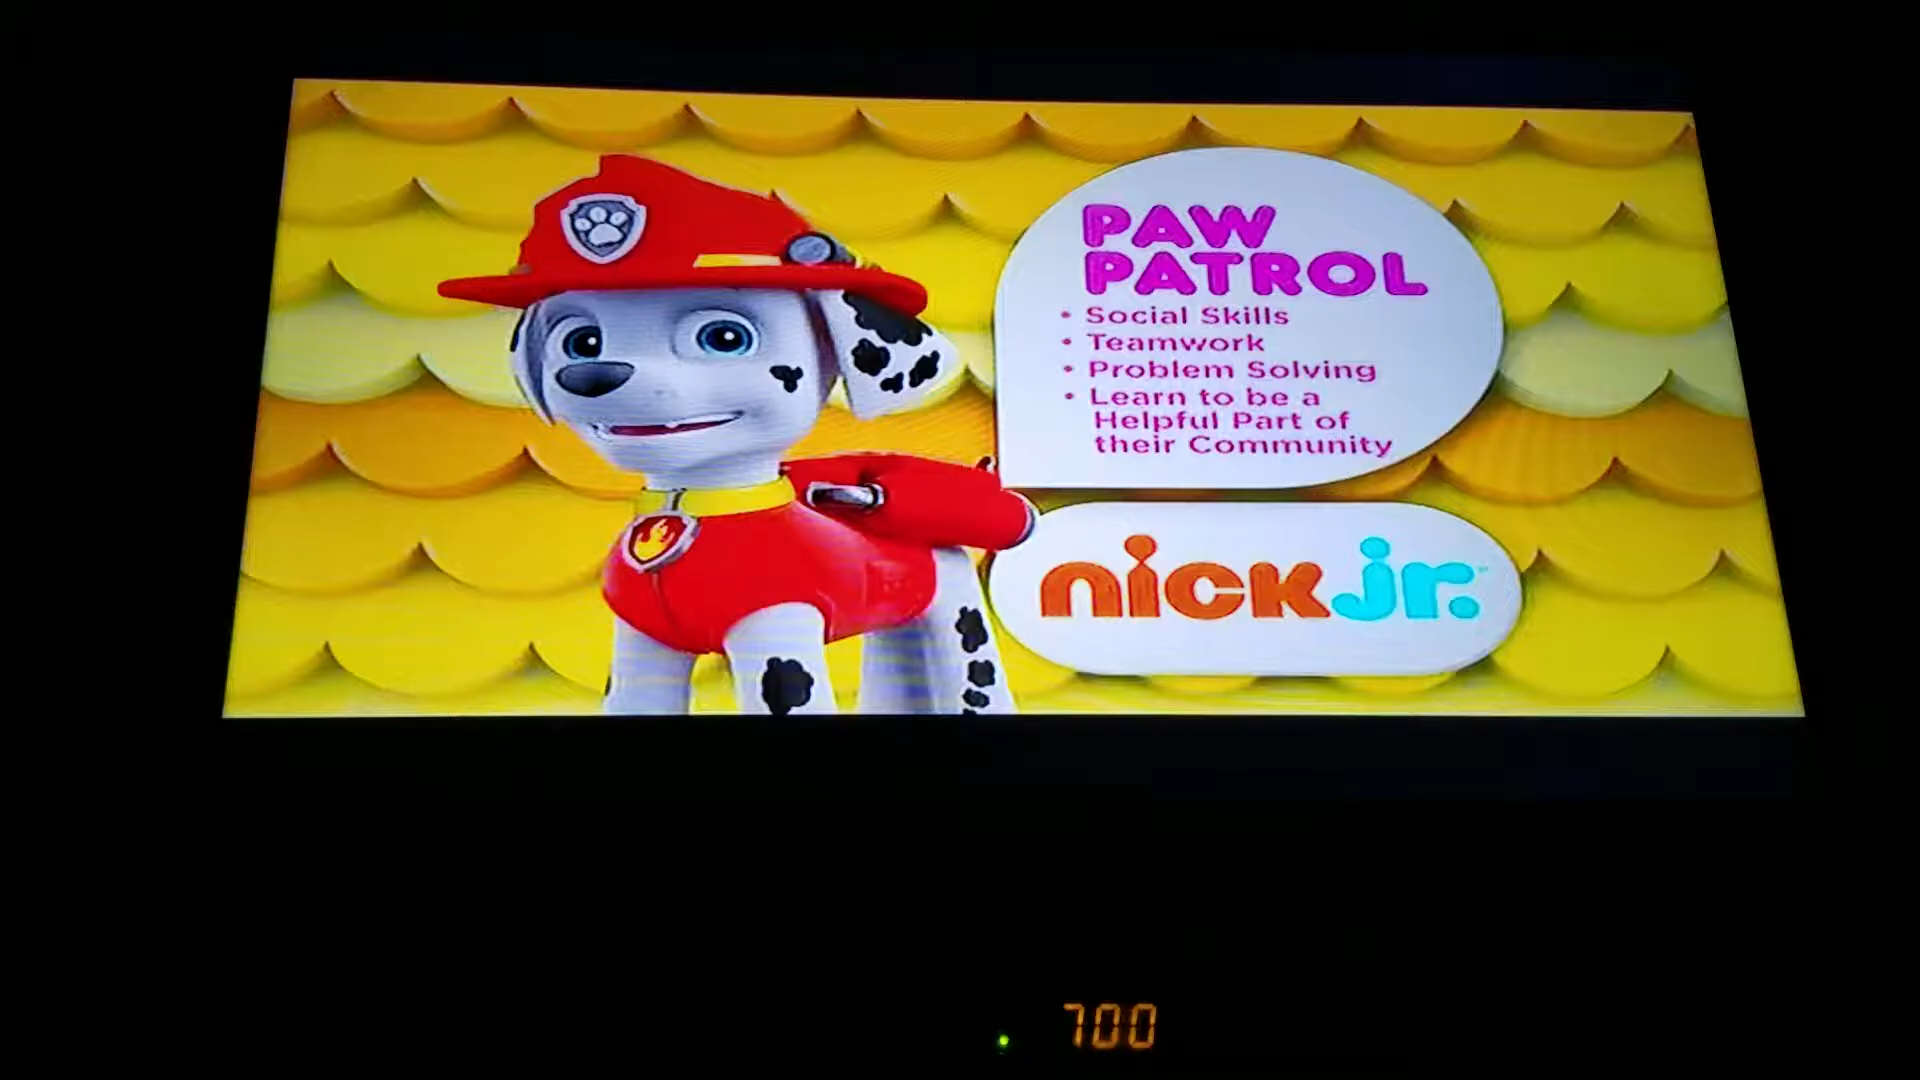 PAW
PATROL
• Social Skills
• Teamwork
• Problem Solving
• Learn to be a
Helpful Part of
their Community
nick jr.
700